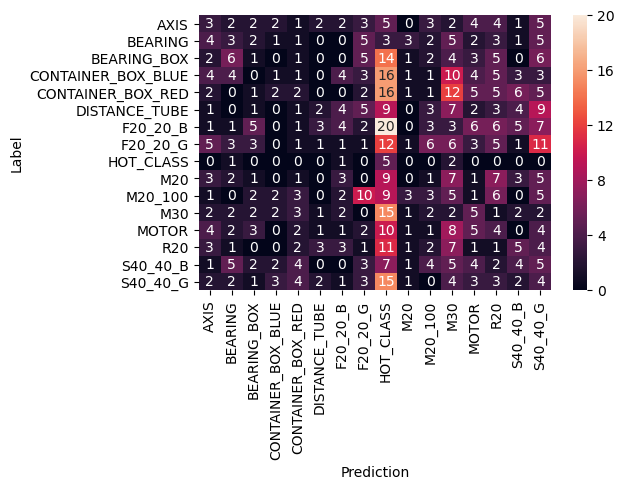 AXIS 3 2 2 2 1 2 2 3 5 0 3 2 4 4 1 5
BEARING 4 3 2 1 1 0 0 5 3 3 2 5 2 3 1 5
BEARING_BOX 2 6 1 0 1 0 0 5 14 1 2 4 3 5 0 6
CONTAINER_BOX_BLUE 4 4 0 1 1 0 4 3 16 1 1 10 4 5 3 3
CONTAINER_BOX_RED 2 0 1 2 2 0 0 2 16 1 1 12 5 5 6 5
DISTANCE_TUBE 1 0 1 0 1 2 4 5 9 0 3 7 2 3 4 9
F20_20_B 1 1 5 0 1 3 4 2 20 0 3 3 6 6 5 7
F20_20_G 5 3 3 0 1 1 1 1 12 1 6 6 3 5 1 11
HOT_CLASS 0 1 0 0 0 0 0 0 5 0 0 2 0 0 0 0
M20 3 2 1 0 1 0 3 0 9 0 1 7 1 7 3 5
M20_100 1 0 2 2 3 0 2 10 9 3 3 5 1 6 0 5
M30 2 2 2 2 3 1 2 0 15 1 2 2 5 1 2 2
MOTOR 4 2 3 0 2 1 1 2 10 1 1 8 5 4 0 4
R20 3 1 0 0 2 3 3 1 11 1 2 7 1 1 5 4
S40_40_B 1 5 2 2 4 0 0 3 7 1 4 5 4 2 4 5
S40_40_G 2 2 1 3 4 2 1 3 15 1 0 4 3 3 2 4
Label
AXIS
BEARING
BEARING_BOX
CONTAINER_BOX_BLUE
CONTAINER_BOX_RED
DISTANCE_TUBE
F20_20_B
F20_20_G
HOT_CLASS
M20
M20_100
M30
MOTOR
R20
S40_40_B
S40_40_G
Prediction
20
16
12
8
4
0